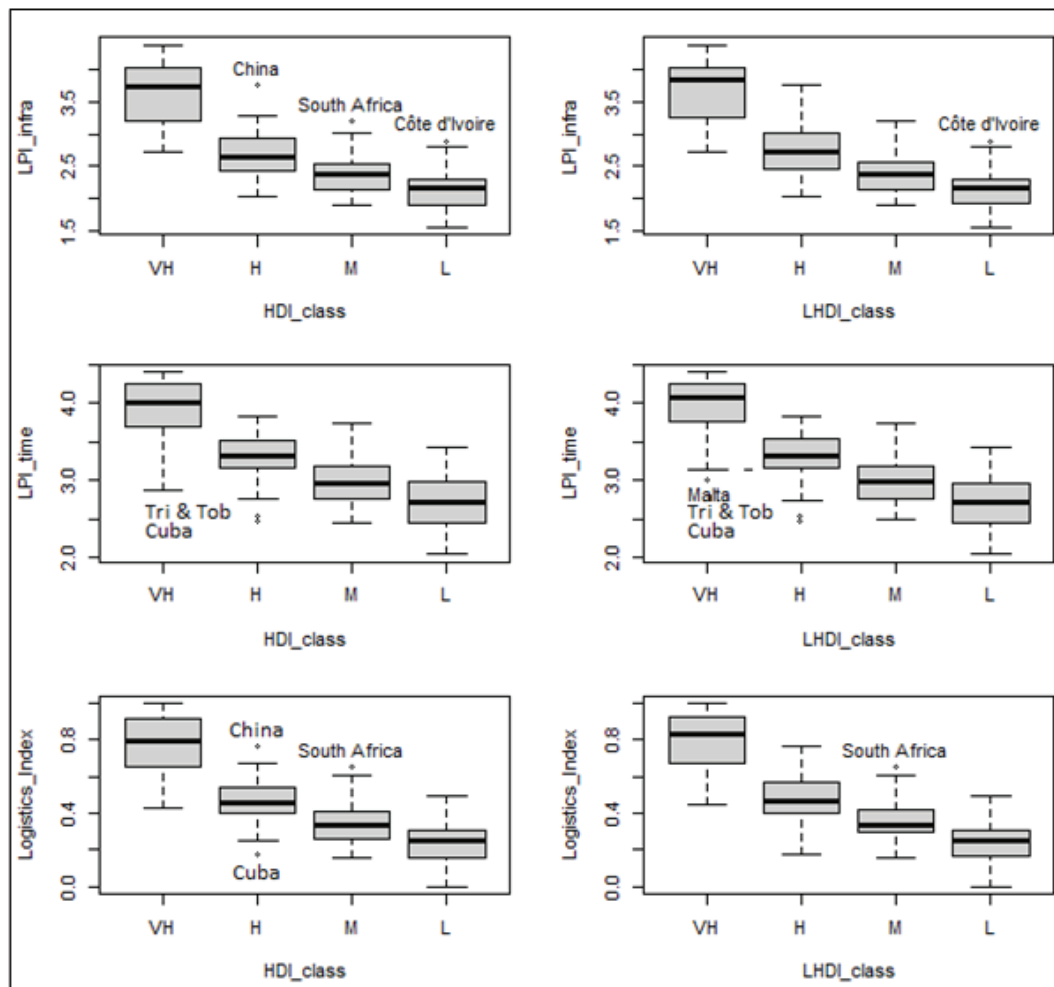 China
South Africa
Côte d'Ivoire
LPI_infra
3.5
2.5
1.5
VH H M L
HDI_class
Côte d'Ivoire
LPI_infra
3.5
2.5
1.5
VH H M L
LHDI_class
LPI_time
4.0
3.0
2.0
Tri & Tob
Cuba
VH H M L
HDI_class
LPI_time
4.0
3.0
2.0
Malta
Tri & Tob
Cuba
VH H M L
LHDI_class
Logistics_Index
0.8
0.4
0.0
China
South Africa
Cuba
VH H M L
HDI_class
Logistics_Index
0.8
0.4
0.0
South Africa
VH H M L
LHDI_class